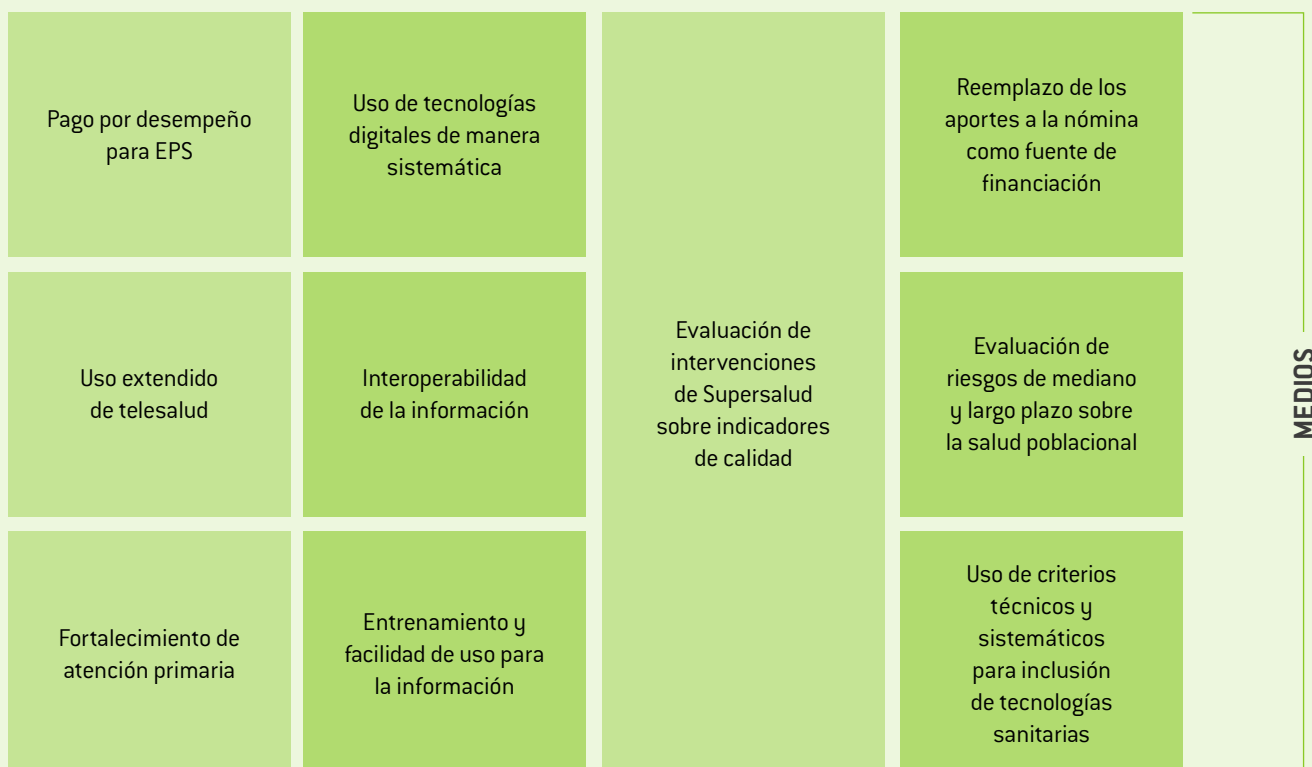 Pago por desempeño
para EPS
Uso de tecnologías
digitales de manera
sistemática
Reemplazo de los
aportes a la nómina
como fuente de
financiación
Uso extendido
de telesalud
Interoperabilidad
de la información
Evaluación de
intervenciones
de Supersalud
sobre indicadores
de calidad
Evaluación de
riesgos de mediano
y largo plazo sobre
la salud poblacional
Fortalecimiento de
atención primaria
Entrenamiento y
facilidad de uso para
la información
Uso de criterios
técnicos y
sistemáticos
para inclusión
de tecnologías
sanitarias
MEDIOS